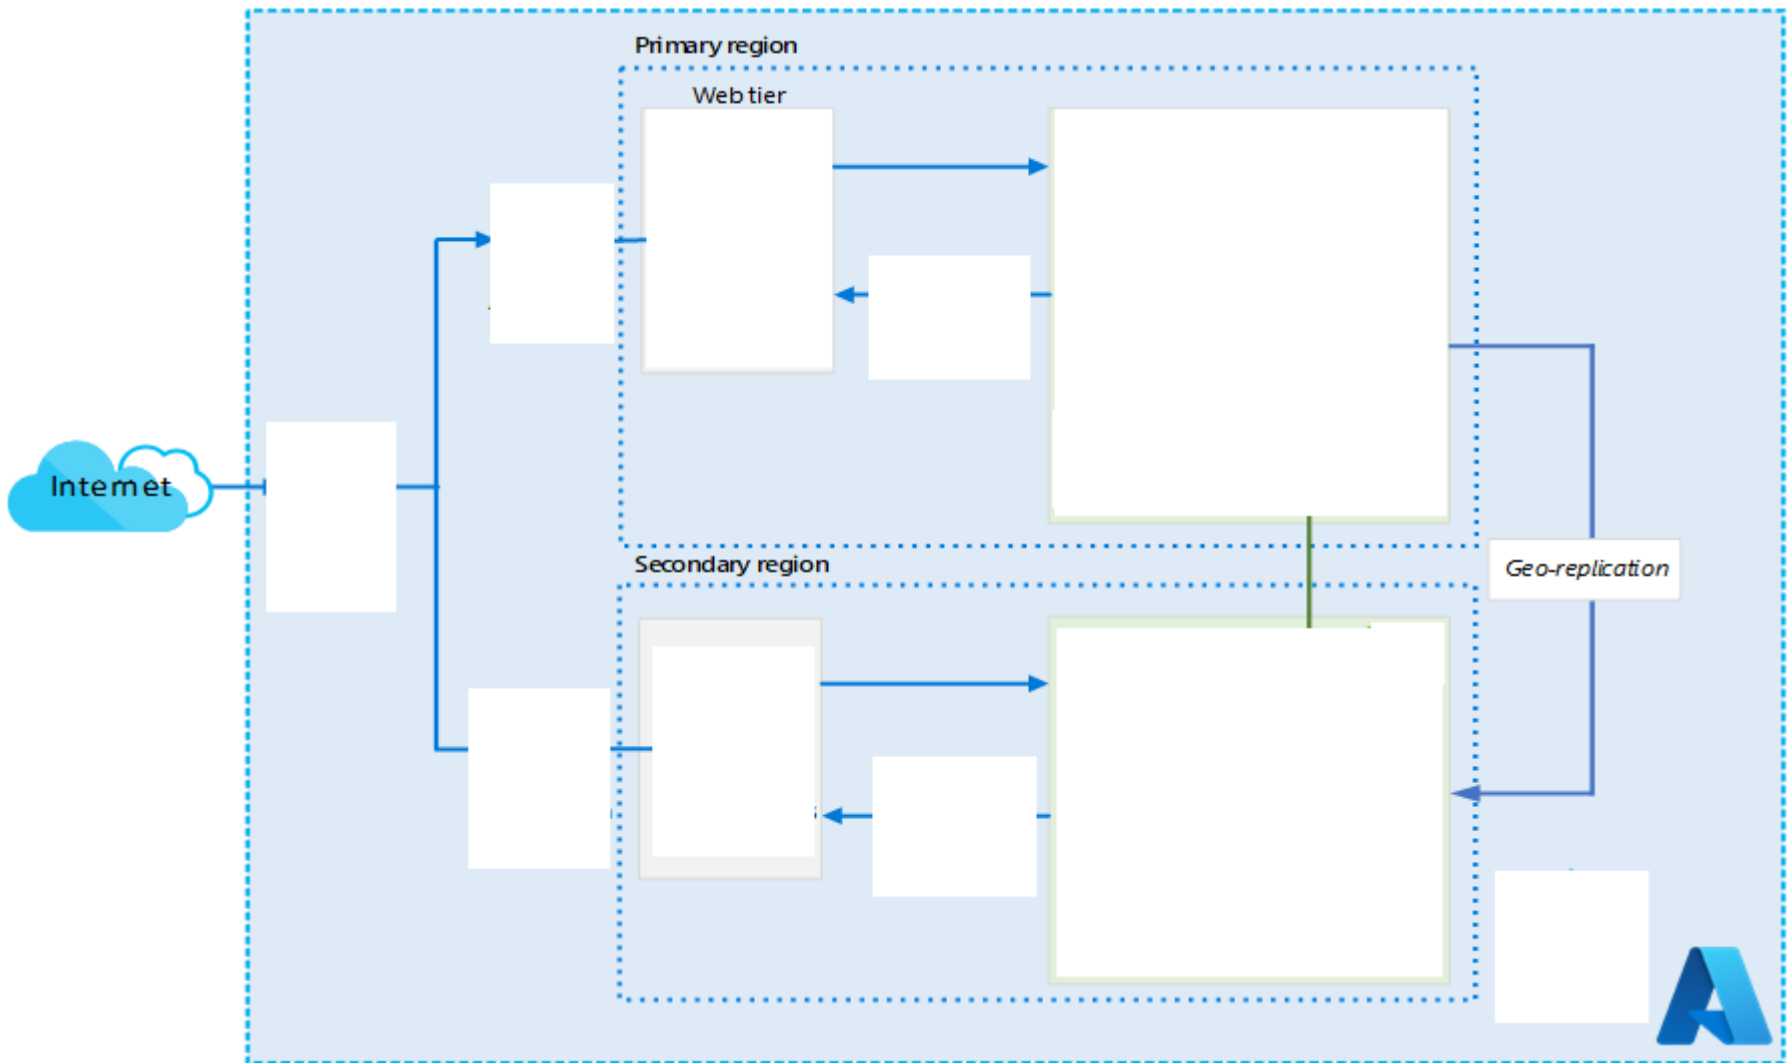 Primary region
Web tier
Internet
Secondary region
Geo-replication